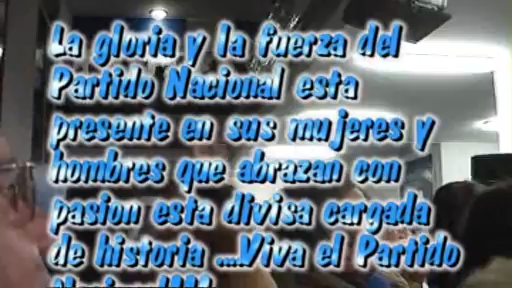 La gloria y la fuerza del
Partido Nacional esta
presente en sus mujeres y
hombres que abrazan con
pasion esta divisa cargada
de historia ...Viva el Partido